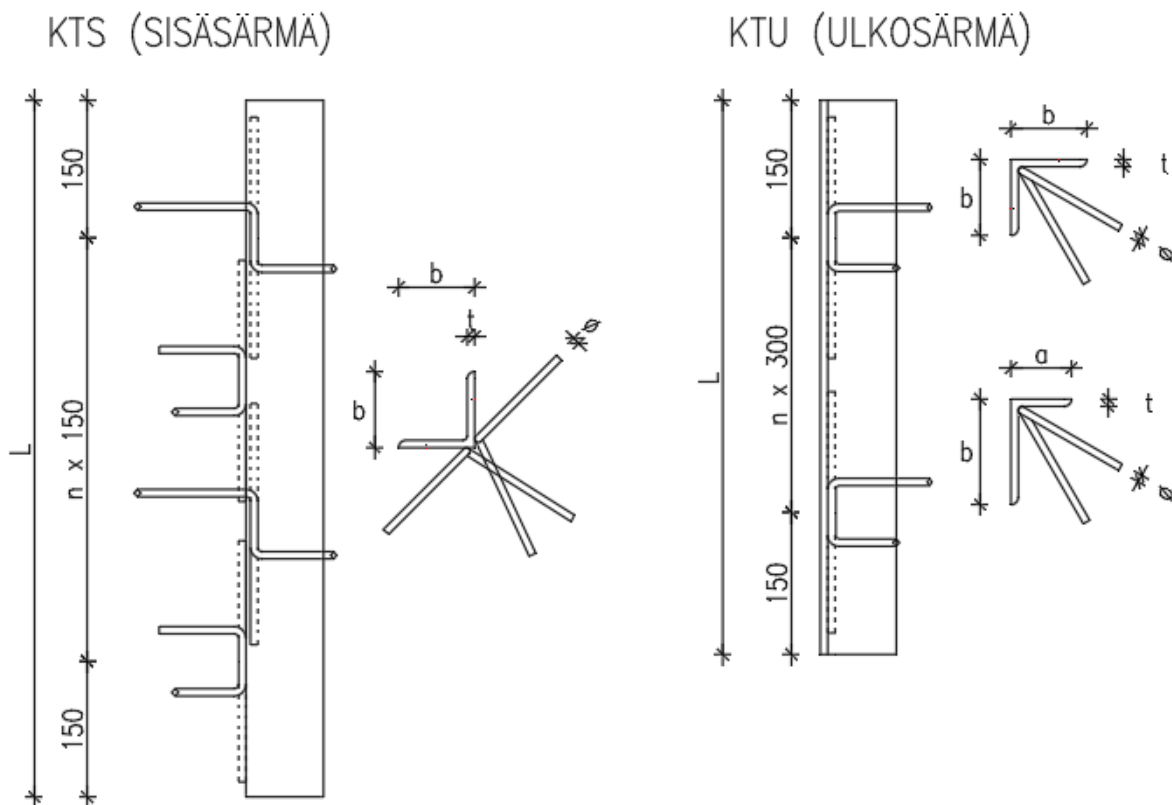 KTS (SISÄSÄRMÄ)
L
150
n x 150
150
b
t
b
ø
KTU (ULKOSÄRMÄ)
L
150
n x 300
150
b
b
t
ø
a
b
t
ø